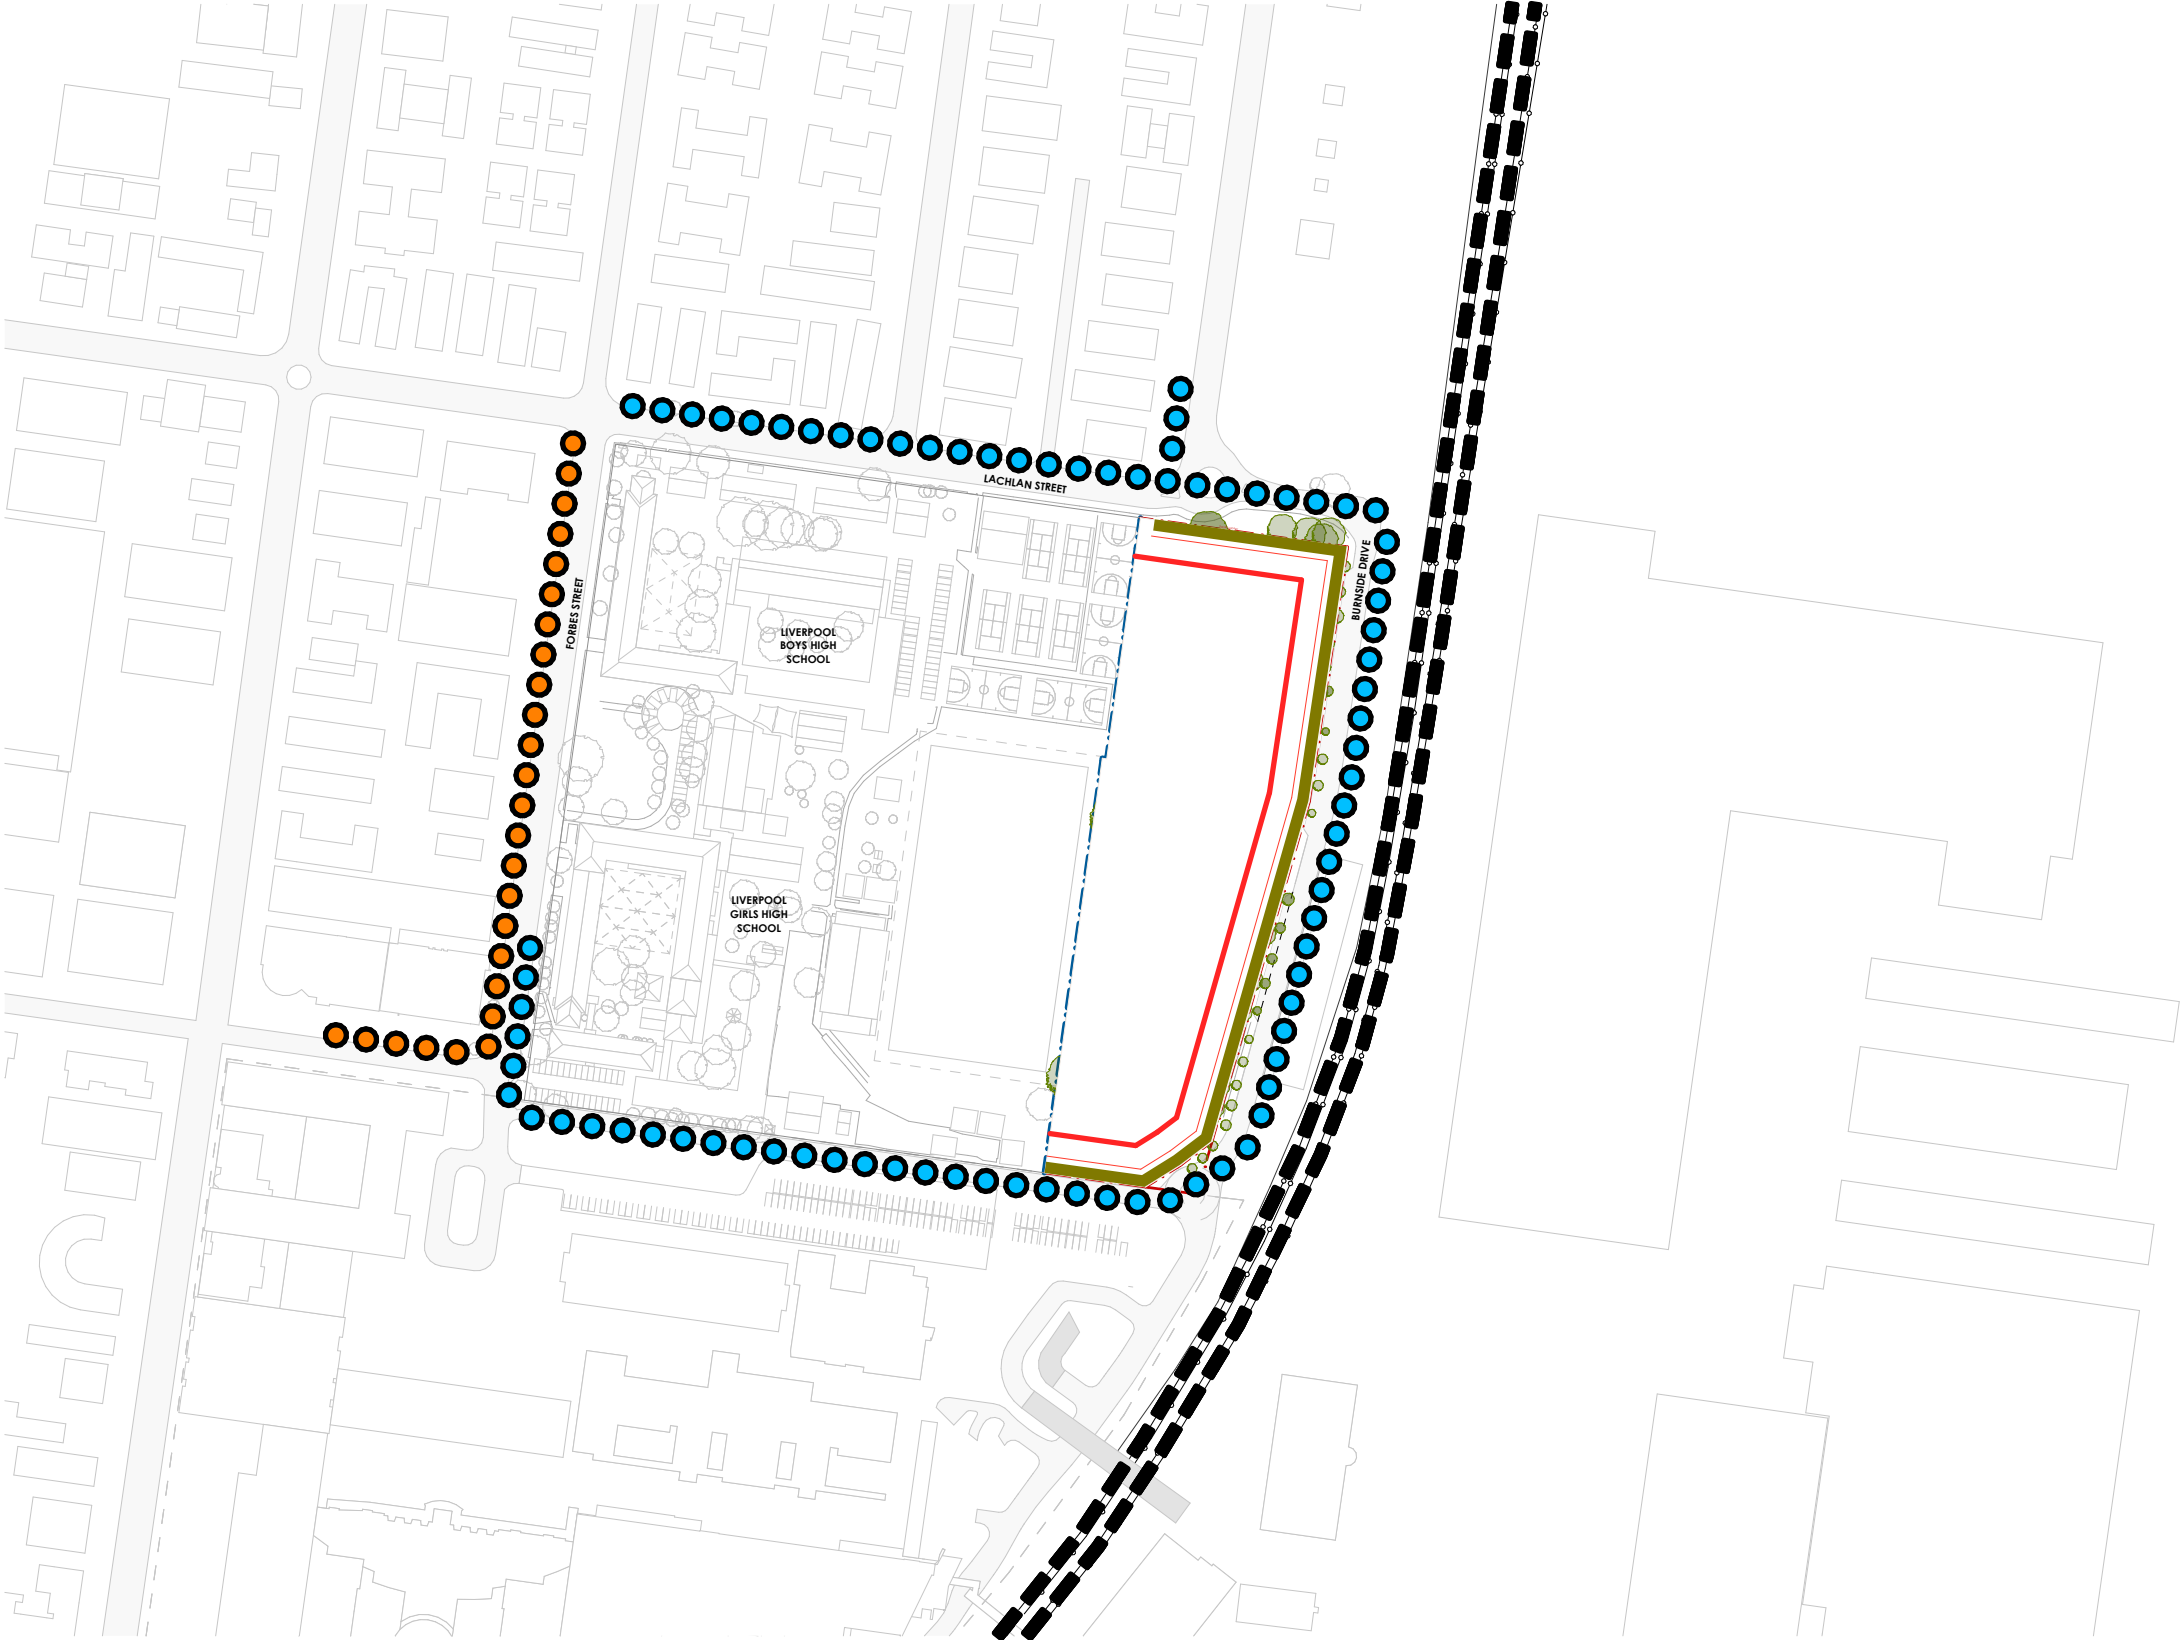 LACHLAN STREET
BURNSIDE DRIVE
FORBES STREET
LIVERPOOL
BOYS HIGH
SCHOOL
LIVERPOOL
GIRLS HIGH
SCHOOL